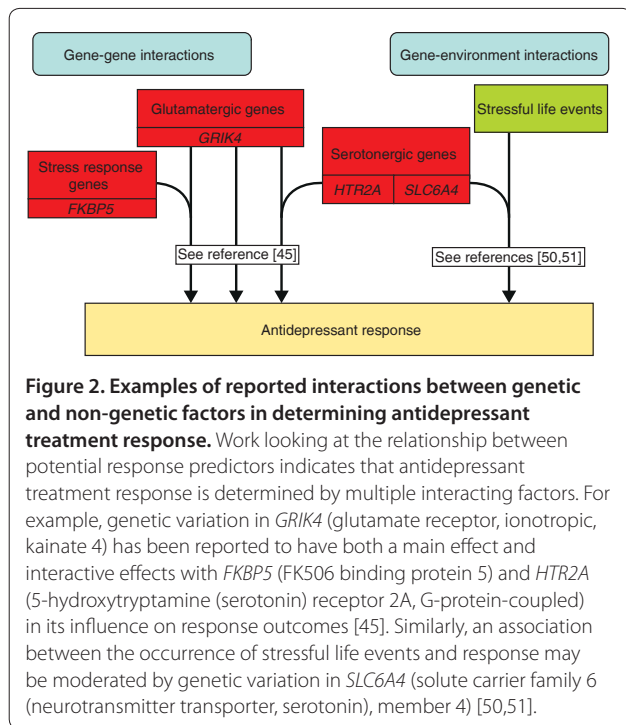 Gene-gene interactions
Gene-environment interactions
Glutamatergic genes
GRIK4
Stressful life events
Stress response
genes
FKBP5
Serotonergic genes
HTR2A
SLC6A4
See reference [45]
See references [50,51]
Antidepressant response
Figure 2. Examples of reported interactions between genetic
and non-genetic factors in determining antidepressant
treatment response. Work looking at the relationship between
potential response predictors indicates that antidepressant
treatment response is determined by multiple interacting factors. For
example, genetic variation in GRIK4 (glutamate receptor, ionotropic,
kainate 4) has been reported to have both a main effect and
interactive effects with FKBP5 (FK506 binding protein 5) and HTR2A
(5-hydroxytryptamine (serotonin) receptor 2A, G-protein-coupled)
in its influence on response outcomes [45]. Similarly, an association
between the occurrence of stressful life events and response may
be moderated by genetic variation in SLC6A4 (solute carrier family 6
(neurotransmitter transporter, serotonin), member 4) [50,51].